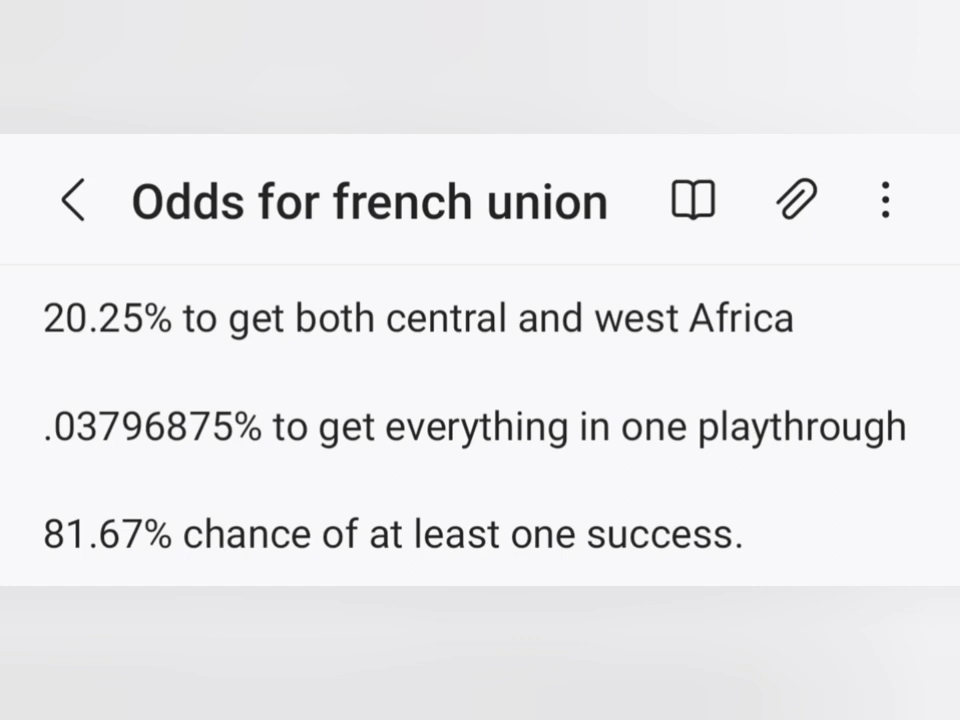 Odds for french union
20.25% to get both central and west Africa
.03796875% to get everything in one playthrough
81.67% chance of at least one success.